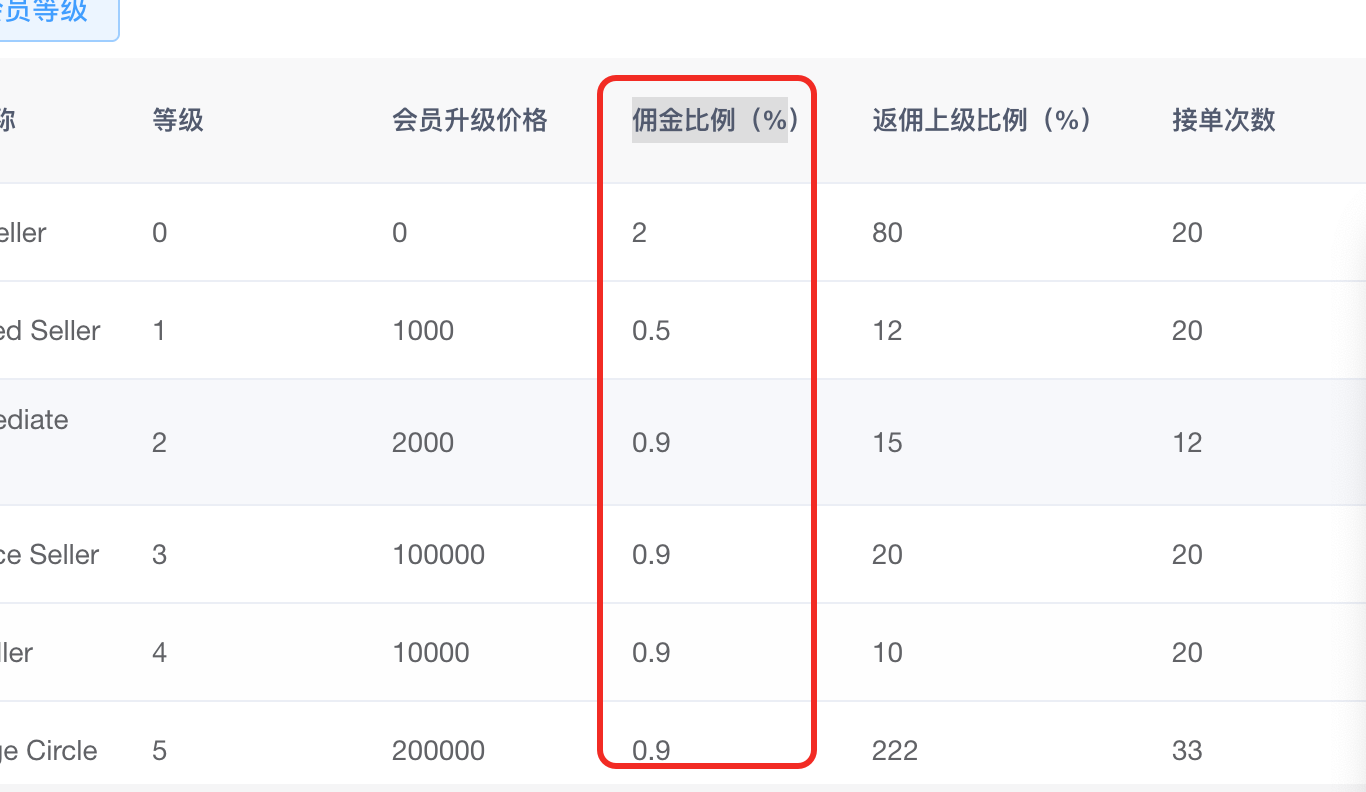 员等级
称 等级 会员升级价格 佣金比例（%） 返佣上级比例（%） 接单次数
eller 0 0 2 80 20
ed Seller 1 1000 0.5 12 20
ediate
2 2000 0.9 15 12
ce Seller 3 100000 0.9 20 20
ller 4 10000 0.9 10 20
ge Circle 5 200000 0.9 222 33